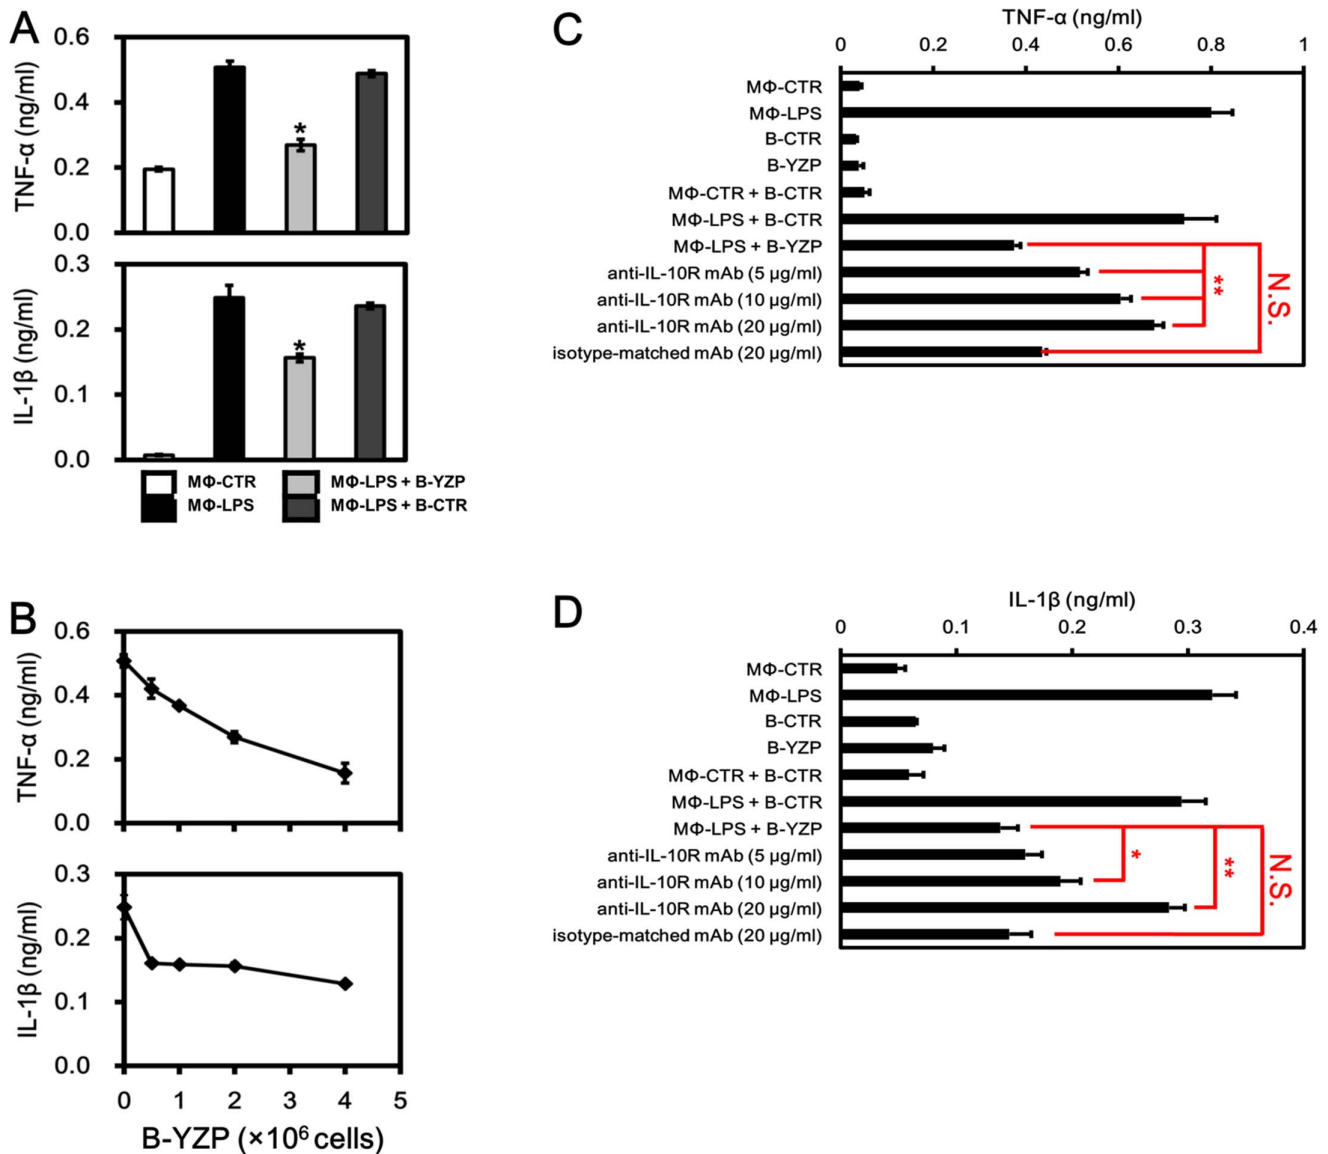 A
TNF-α (ng/ml)
0.6
0.4
0.2
0.0
IL-1β (ng/ml)
0.3
0.2
0.1
0.0
MΦ-CTR
MΦ-LPS + B-YZP
MΦ-LPS
MΦ-LPS + B-CTR
*
*
B
TNF-α (ng/ml)
0.6
0.4
0.2
0.0
IL-1β (ng/ml)
0.3
0.2
0.1
0.0
0 1 2 3 4 5
B-YZP (×10⁶ cells)
C
TNF-α (ng/ml)
0 0.2 0.4 0.6 0.8 1
MΦ-CTR
MΦ-LPS
B-CTR
B-YZP
MΦ-CTR + B-CTR
MΦ-LPS + B-CTR
MΦ-LPS + B-YZP
anti-IL-10R mAb (5 μg/ml)
anti-IL-10R mAb (10 μg/ml)
anti-IL-10R mAb (20 μg/ml)
isotype-matched mAb (20 μg/ml)
**
N.S.
D
IL-1β (ng/ml)
0 0.1 0.2 0.3 0.4
MΦ-CTR
MΦ-LPS
B-CTR
B-YZP
MΦ-CTR + B-CTR
MΦ-LPS + B-CTR
MΦ-LPS + B-YZP
anti-IL-10R mAb (5 μg/ml)
anti-IL-10R mAb (10 μg/ml)
anti-IL-10R mAb (20 μg/ml)
isotype-matched mAb (20 μg/ml)
*
**
N.S.